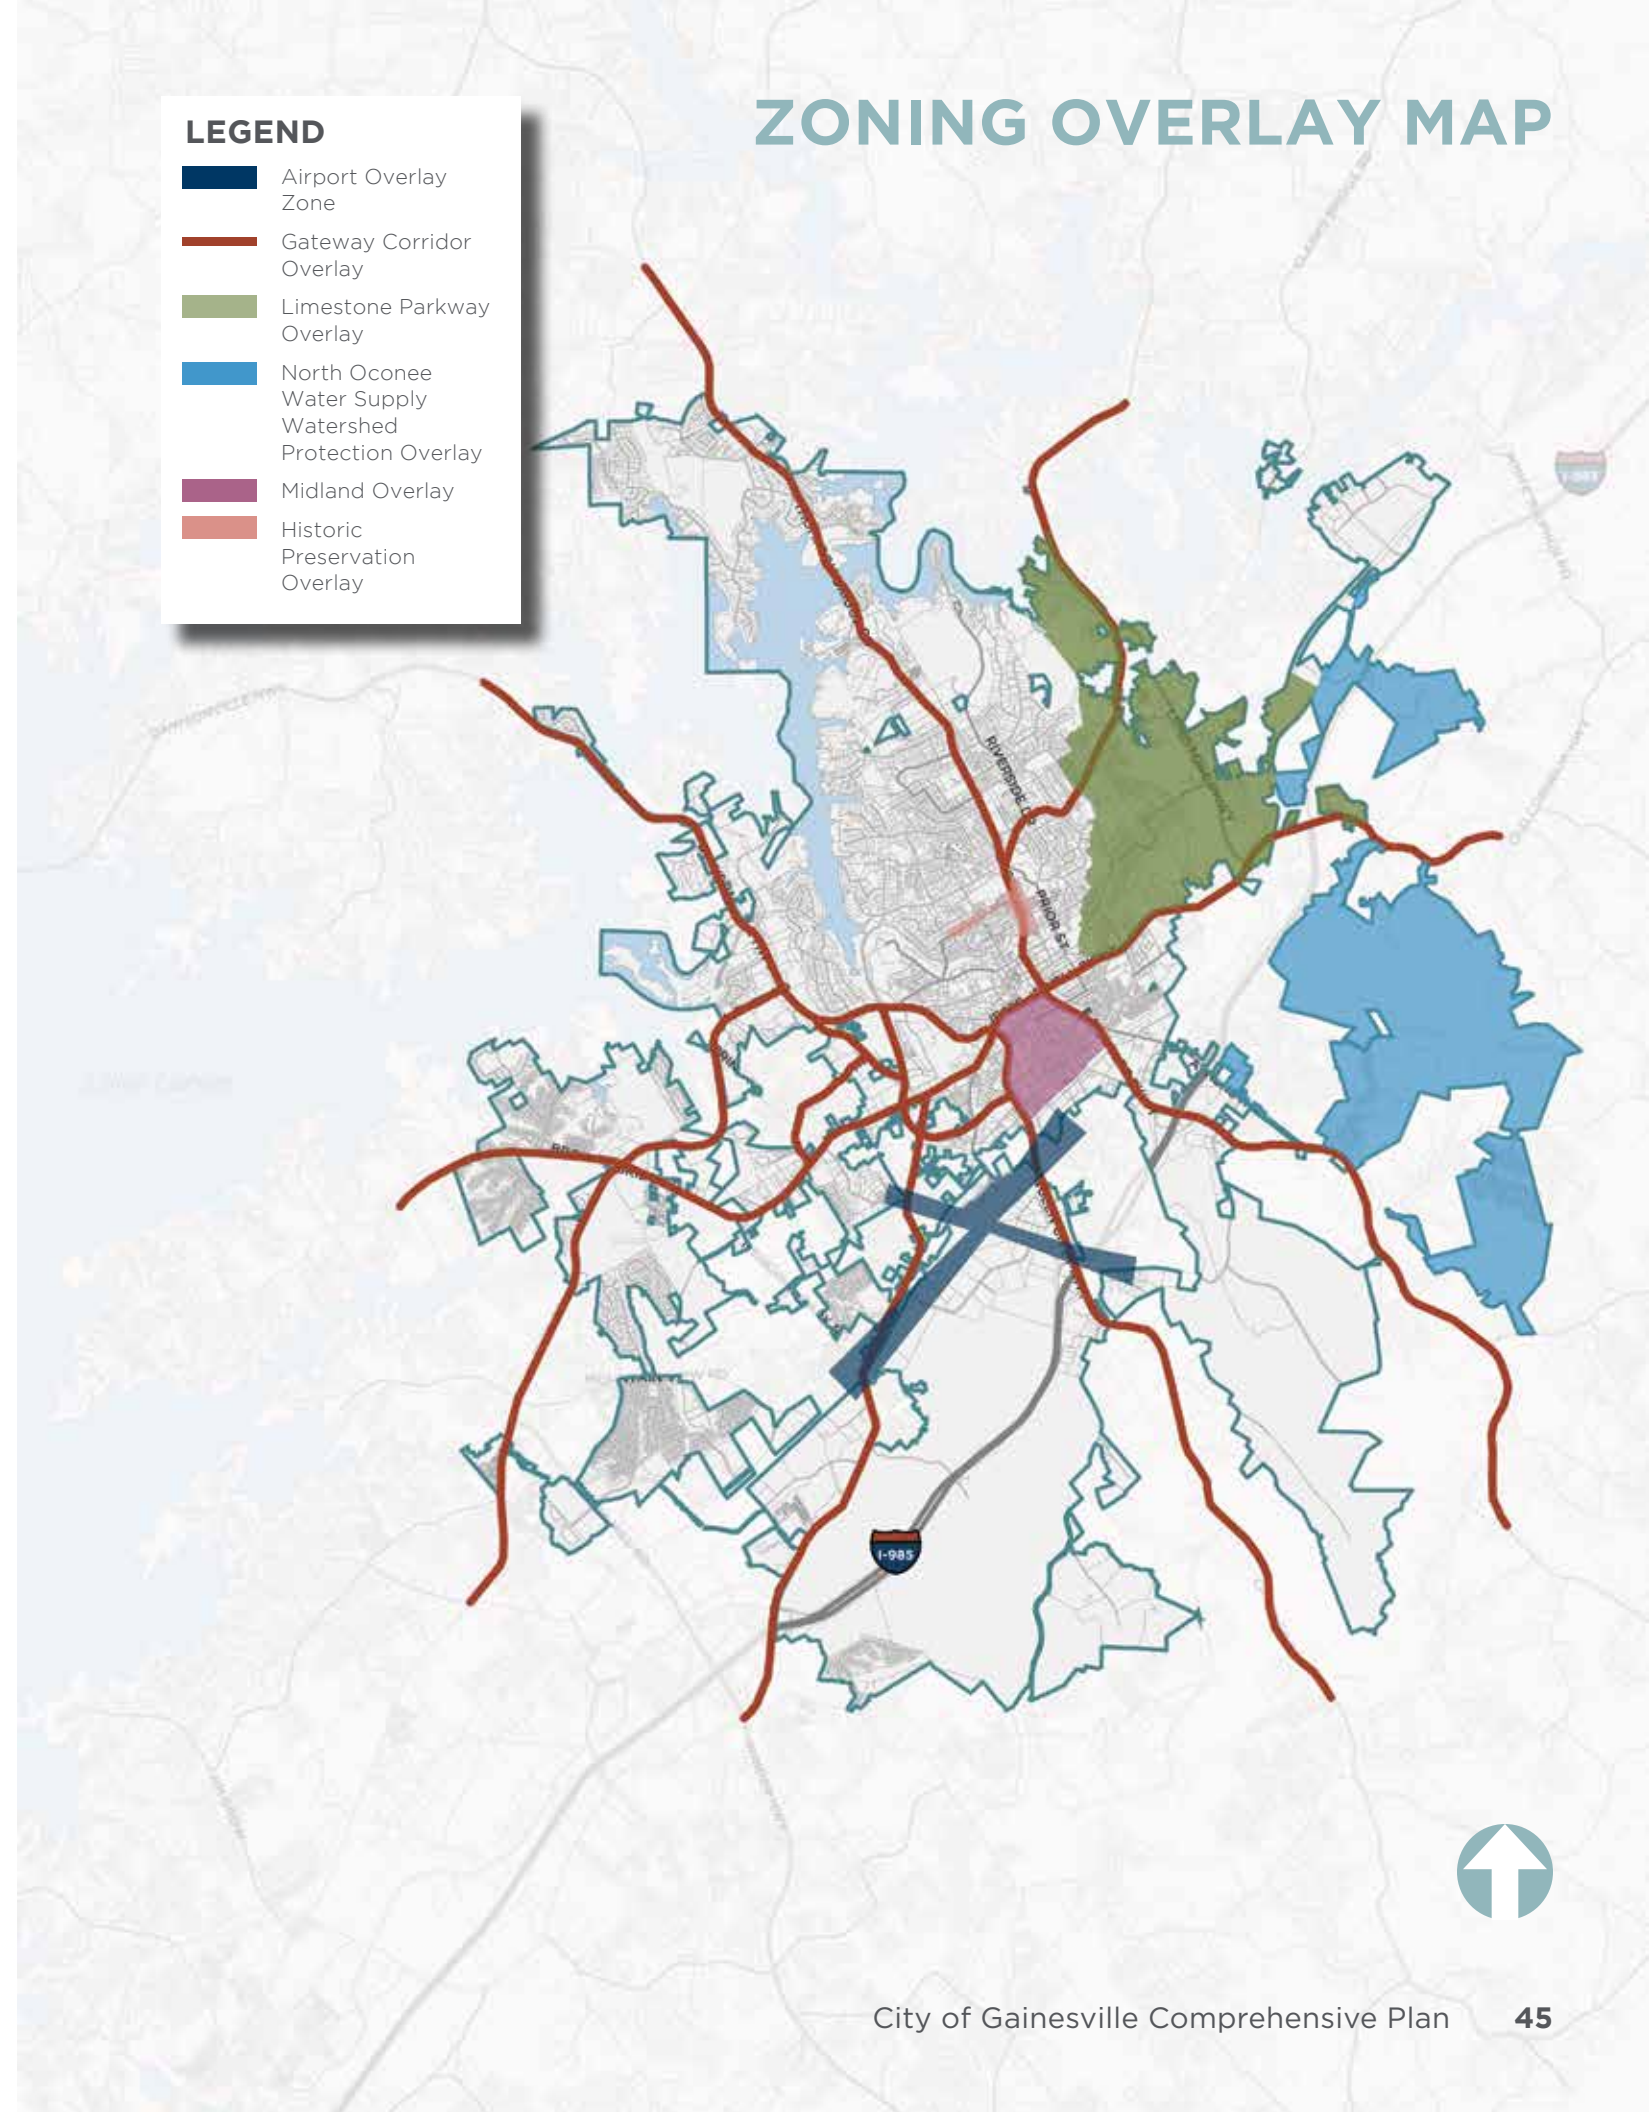 ZONING OVERLAY MAP
LEGEND
Airport Overlay
Zone
Gateway Corridor
Overlay
Limestone Parkway
Overlay
North Oconee
Water Supply
Watershed
Protection Overlay
Midland Overlay
Historic
Preservation
Overlay
RIVERSIDE DR
PRIOR ST
I-985
City of Gainesville Comprehensive Plan 45